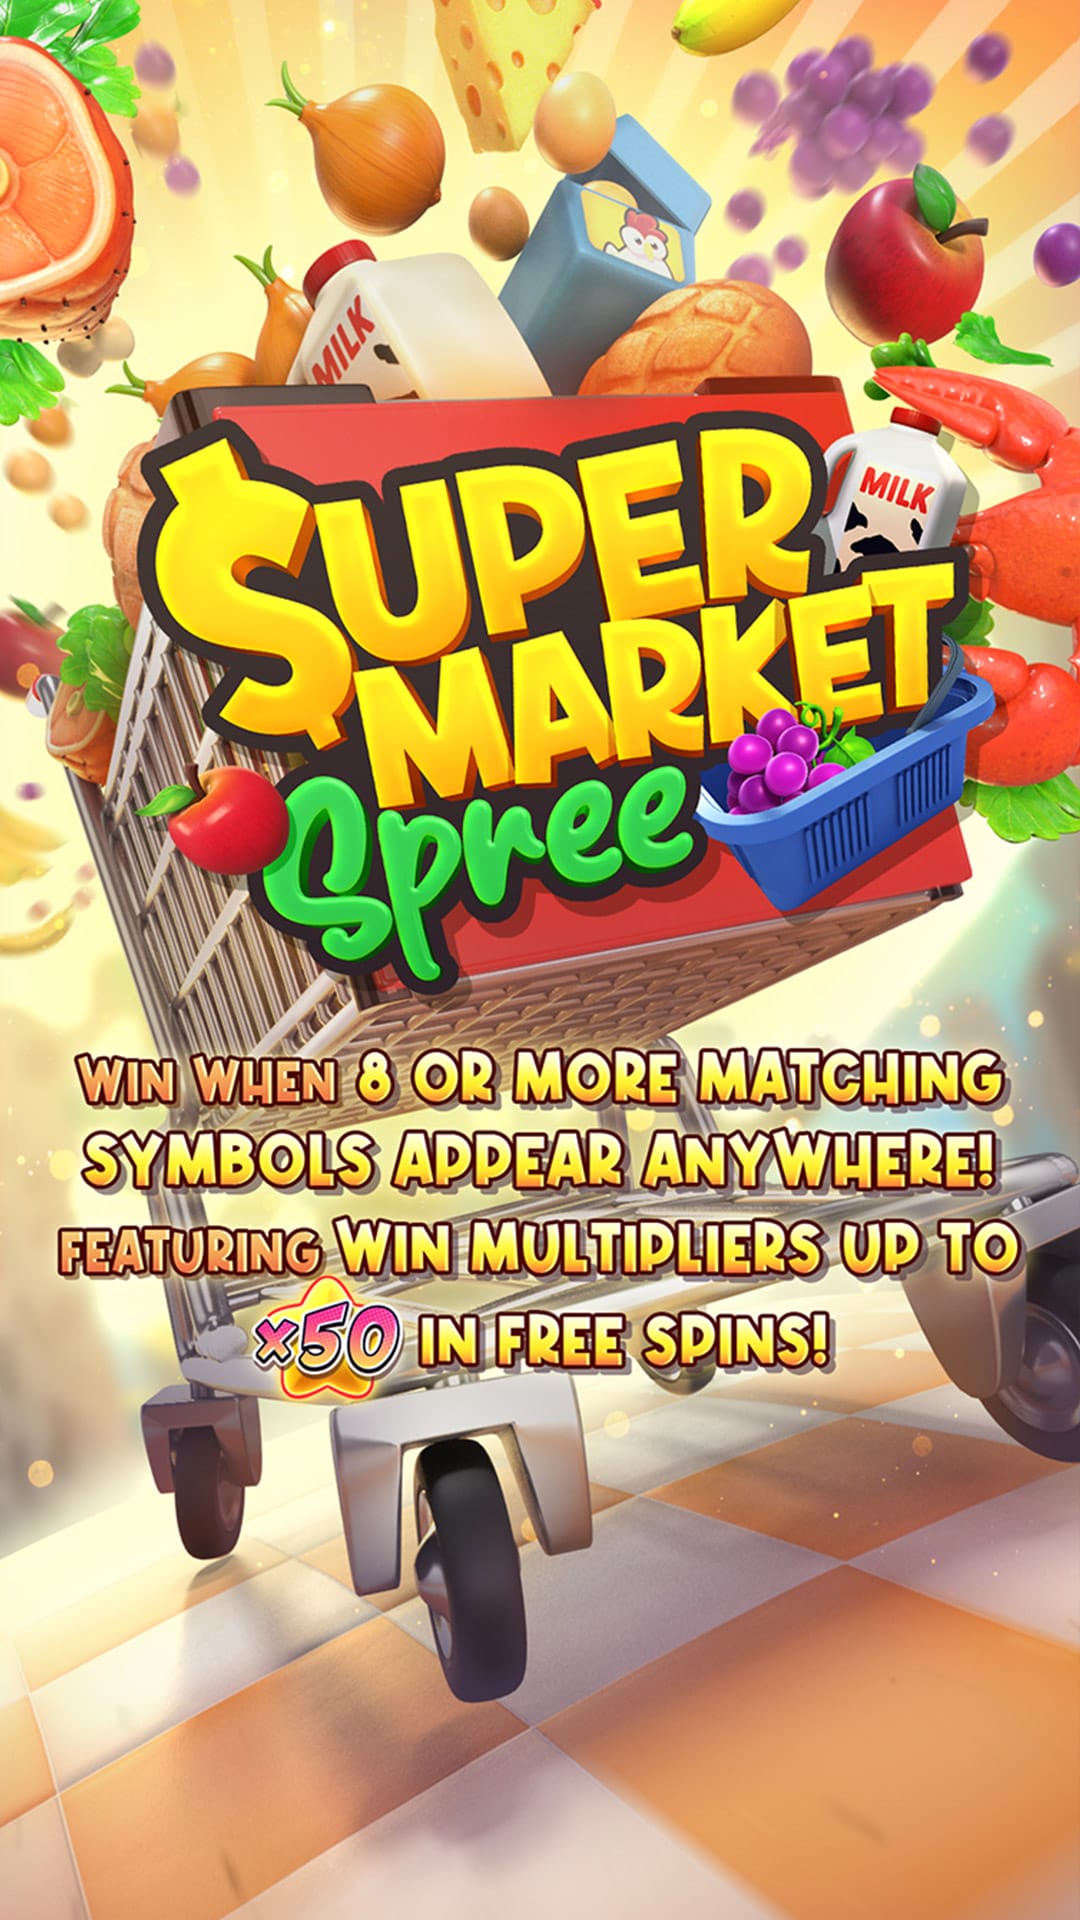 MILK
SUPER
MILK
MARKET
Spree
WIN WHEN 8 OR MORE MATCHING
SYMBOLS APPEAR ANYWHERE!
FEATURING WIN MULTIPLIERS UP TO
x50 IN FREE SPINS!